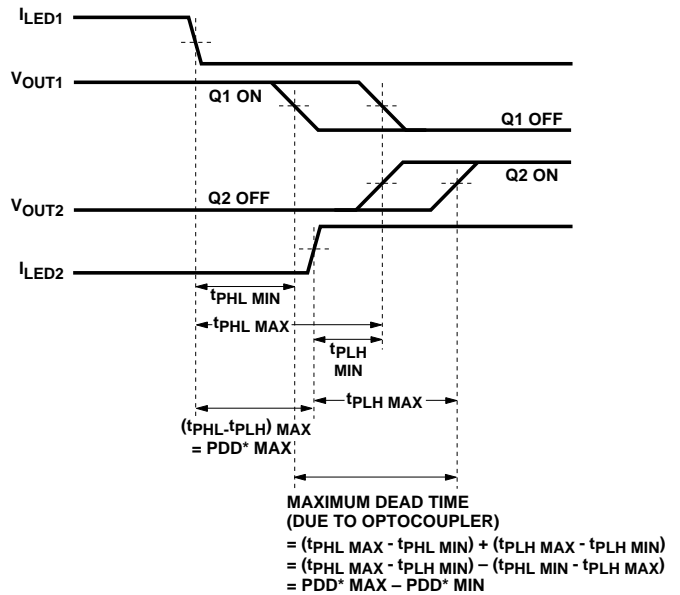 ILED1
VOUT1
Q1 ON
Q1 OFF
Q2 OFF
Q2 ON
VOUT2
ILED2
tPHL MIN
tPHL MAX
tPLH
MIN
tPLH MAX
(tPHL-tPLH) MAX
= PDD* MAX
MAXIMUM DEAD TIME
(DUE TO OPTOCOUPLER)
= (tPHL MAX - tPHL MIN) + (tPLH MAX - tPLH MIN)
= (tPHL MAX - tPLH MIN) – (tPHL MIN - tPLH MAX)
= PDD* MAX – PDD* MIN